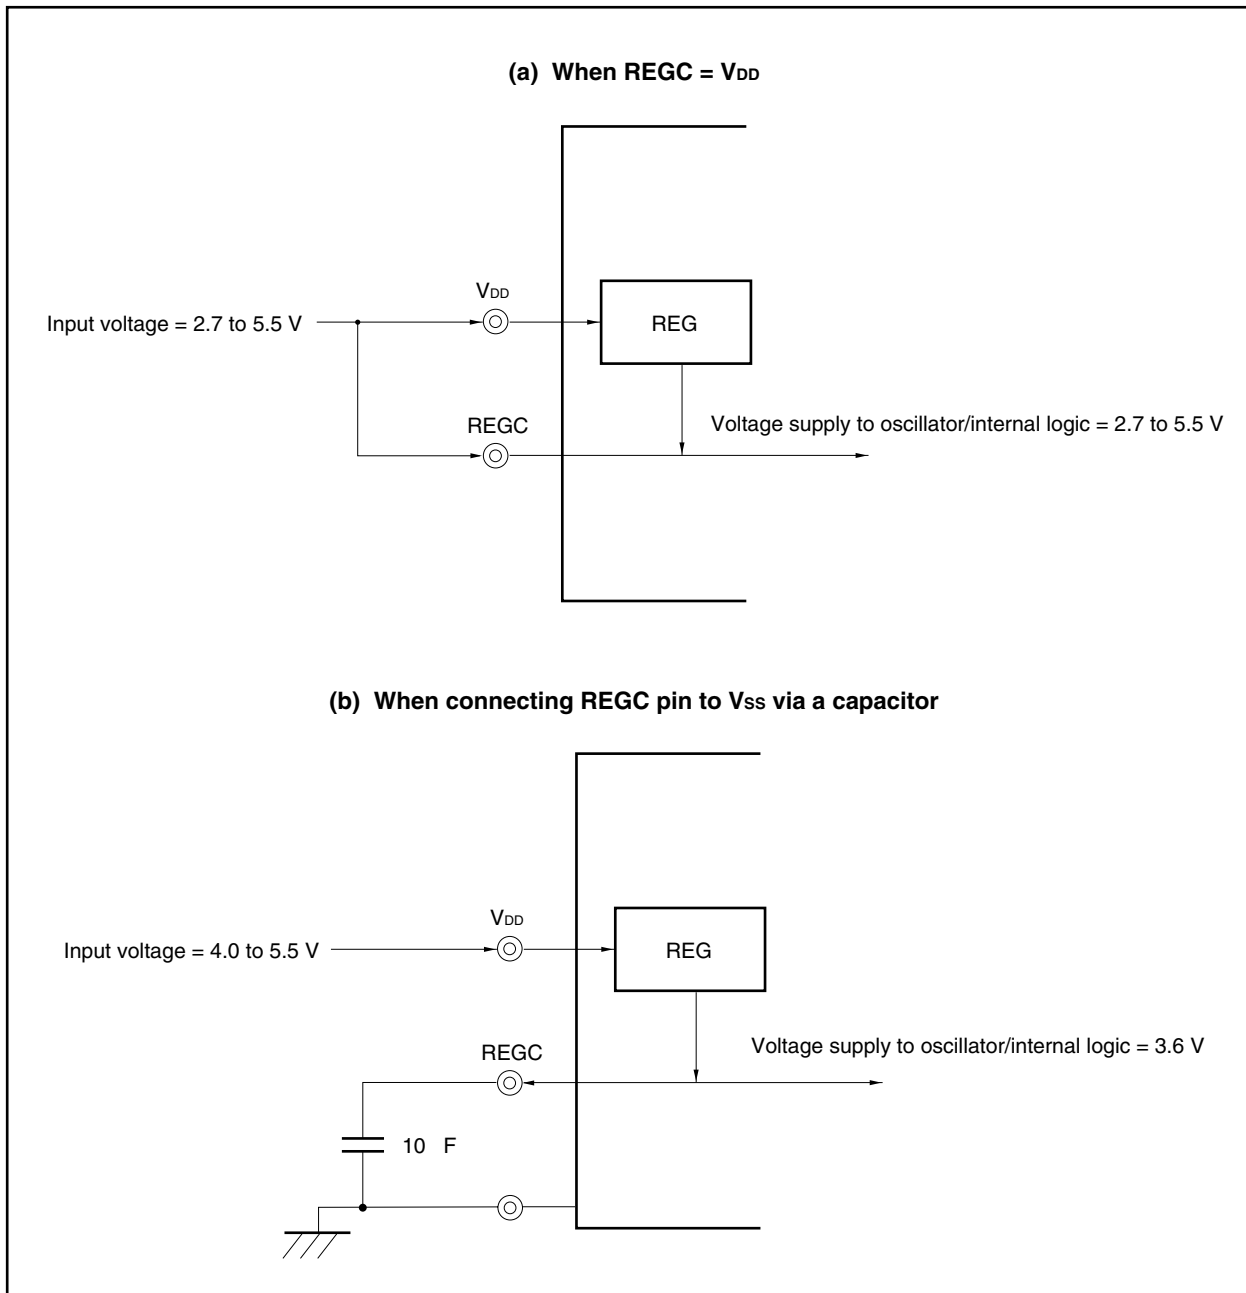 (a) When REGC = VDD
VDD
Input voltage = 2.7 to 5.5 V
REG
REGC
Voltage supply to oscillator/internal logic = 2.7 to 5.5 V
(b) When connecting REGC pin to VSS via a capacitor
VDD
Input voltage = 4.0 to 5.5 V
REG
REGC
Voltage supply to oscillator/internal logic = 3.6 V
10 F